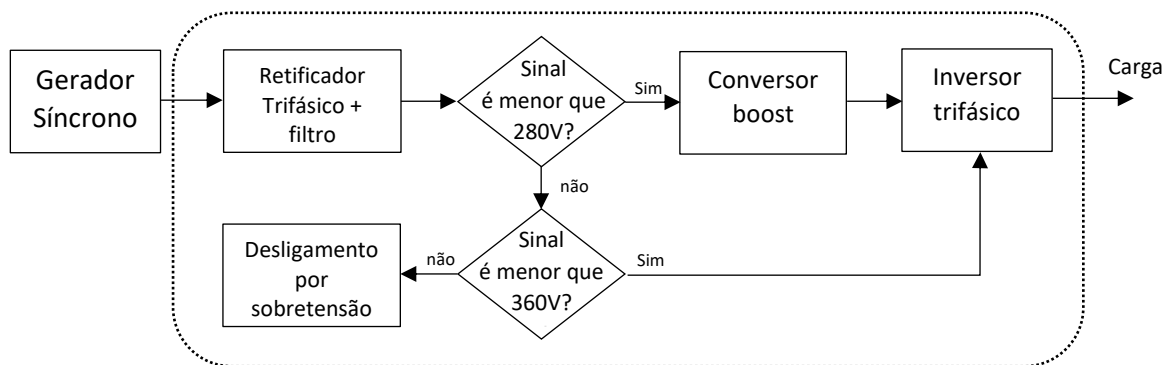 Gerador
Síncrono
Retificador
Trifásico +
filtro
Sinal
é menor que
280V?
Sim
Conversor
boost
Inversor
trifásico
Carga
não
Desligamento
por
sobretensão
não
Sinal
é menor que
360V?
Sim